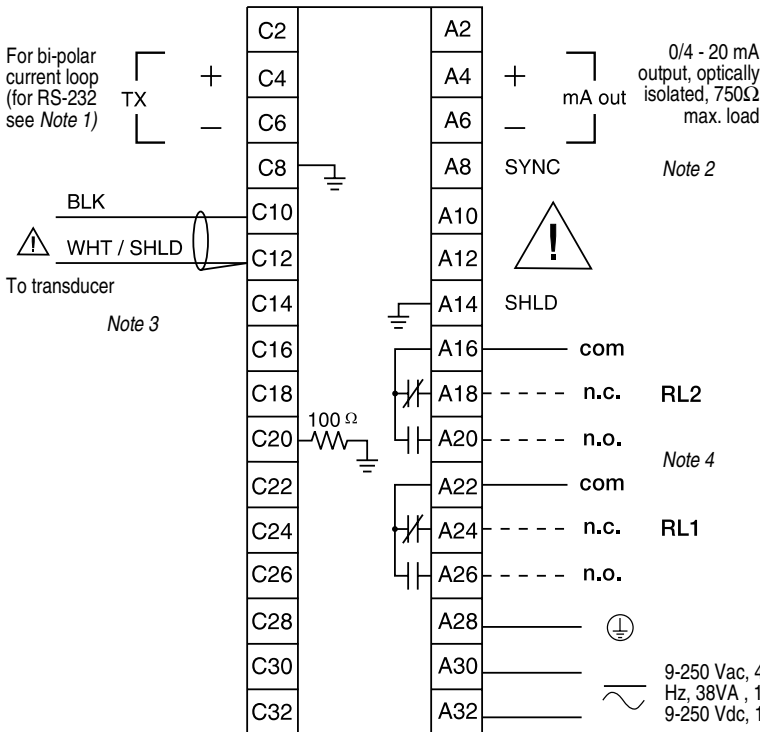 For bi-polar
current loop
(for RS-232
see Note 1)
TX
+
–
BLK
WHT / SHLD
To transducer
Note 3
C2
C4
C6
C8
C10
C12
C14
C16
C18
C20
C22
C24
C26
C28
C30
C32
100 Ω
A2
A4
A6
A8
A10
A12
A14
A16
A18
A20
A22
A24
A26
A28
A30
A32
+
–
mA out
0/4 - 20 mA
output, optically
isolated, 750Ω
max. load
SYNC
Note 2
!
!
SHLD
com
n.c. RL2
n.o.
Note 4
com
n.c. RL1
n.o.
9-250 Vac, 4
Hz, 38VA , 1
9-250 Vdc, 1